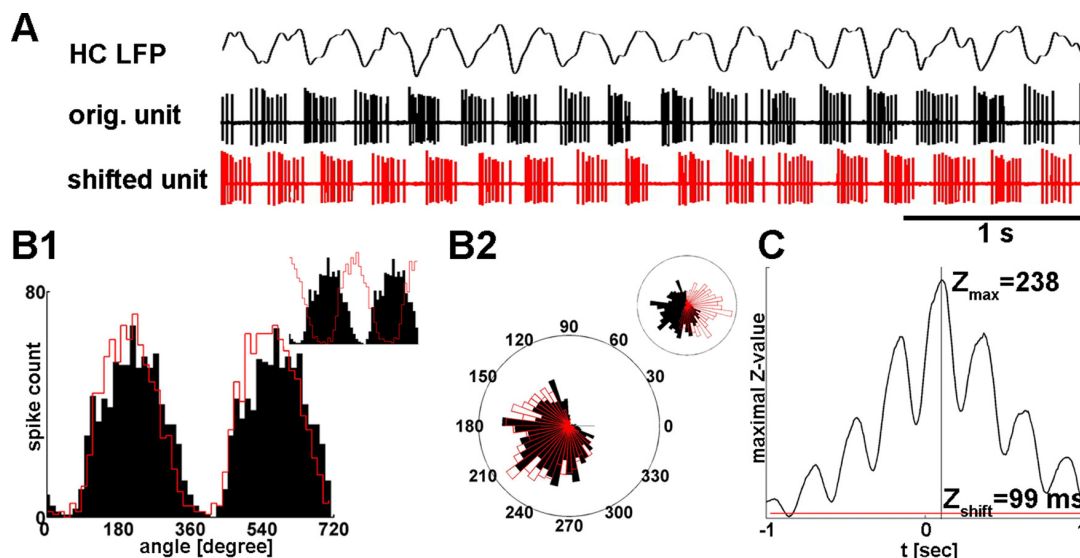 A
HC LFP
orig. unit
shifted unit
1 s
B1
80
0
spike count
0 180 360 540 720
angle [degree]
B2
90
120 60
150 30
180 0
210 330
240 300
270
C
Zmax=238
maximal Z-value
Zshift=99 ms
-1 0 1
t [sec]